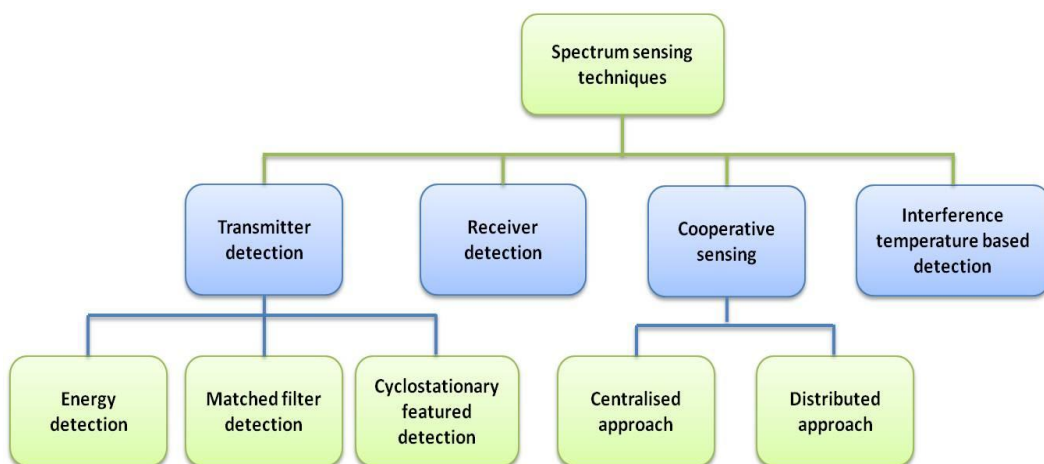 Spectrum sensing
techniques
Transmitter
detection
Receiver
detection
Cooperative
sensing
Interference
temperature based
detection
Energy
detection
Matched filter
detection
Cyclostationary
featured
detection
Centralised
approach
Distributed
approach